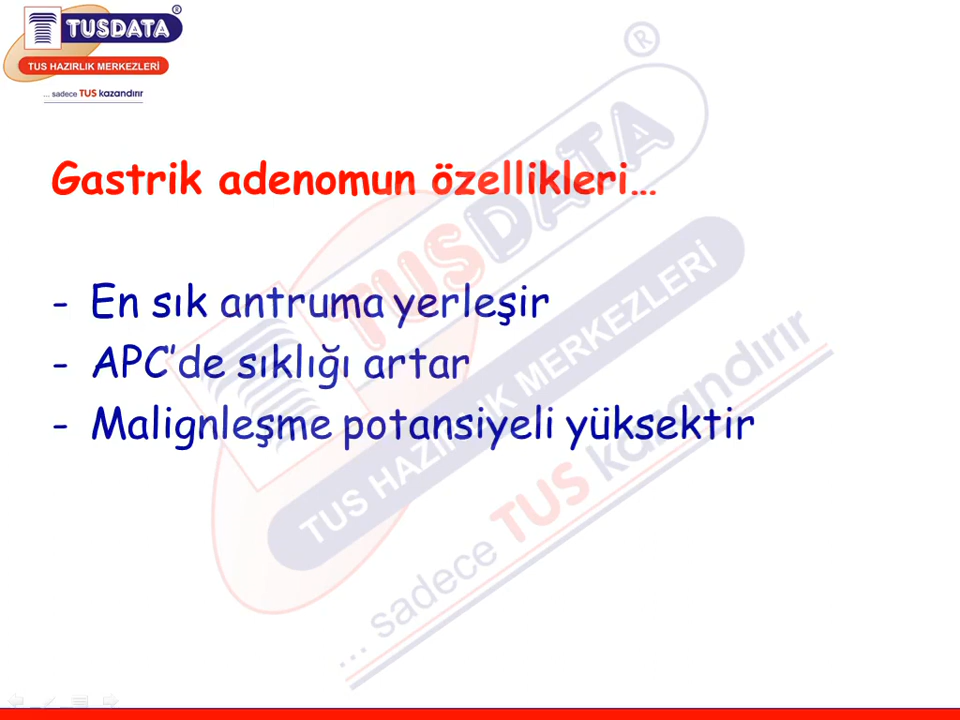 TUSDATA®
TUS HAZIRLIK MERKEZLERİ
... sadece TUS kazandırır
Gastrik adenomun özellikleri…
- En sık antruma yerleşir
- APC’de sıklığı artar
- Malignleşme potansiyeli yüksektir
TUSDATA®
TUS HAZIRLIK MERKEZLERİ
... sadece TUS kazandırır